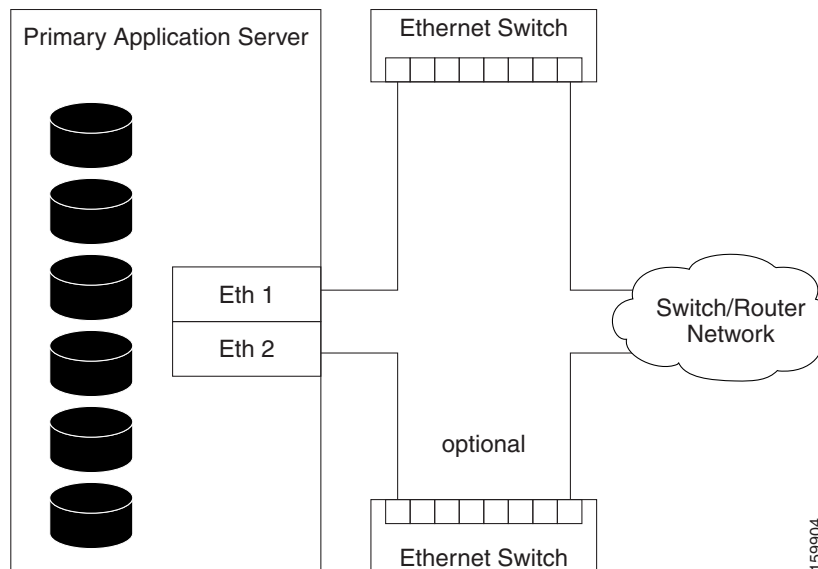 Primary Application Server
Ethernet Switch
Eth 1
Eth 2
Switch/Router
Network
optional
Ethernet Switch
159904